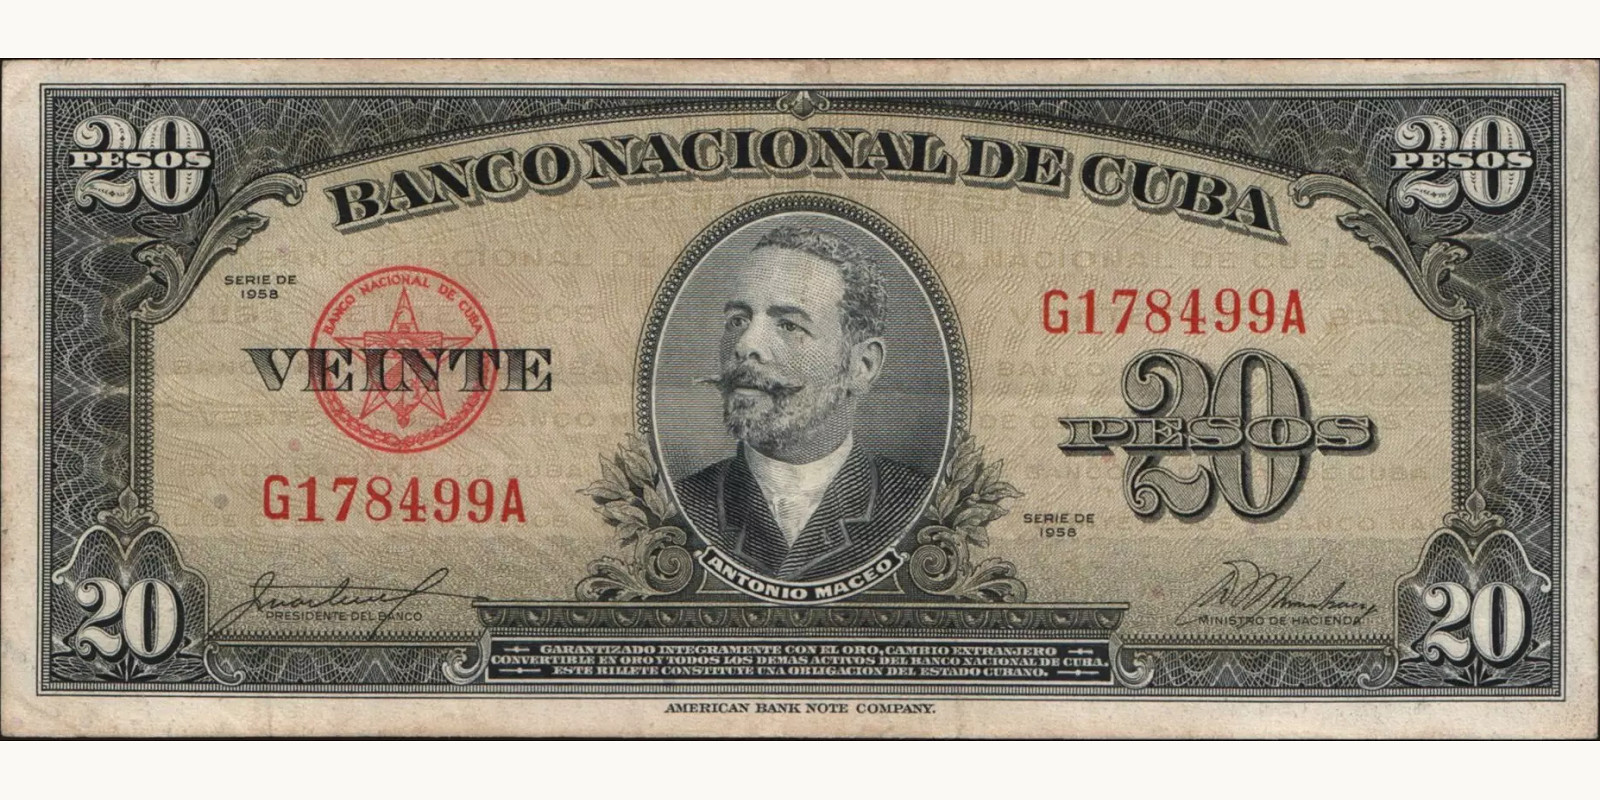 20 PESOS
BANCO NACIONAL DE CUBA
20 PESOS
SERIE DE
1958
BANCO NACIONAL DE CUBA
VEINTE
G178499A
G178499A
20 PESOS
SERIE DE
1958
ANTONIO MACEO
PRESIDENTE DEL BANCO
MINISTRO DE HACIENDA
20
20
GARANTIZADO INTEGRAMENTE CON EL ORO, CAMBIO EXTRANJERO
CONVERTIBLE EN ORO Y TODOS LOS DEMAS ACTIVOS DEL BANCO NACIONAL DE CUBA.
ESTE BILLETE CONSTITUYE UNA OBLIGACION DEL ESTADO CUBANO.
AMERICAN BANK NOTE COMPANY.